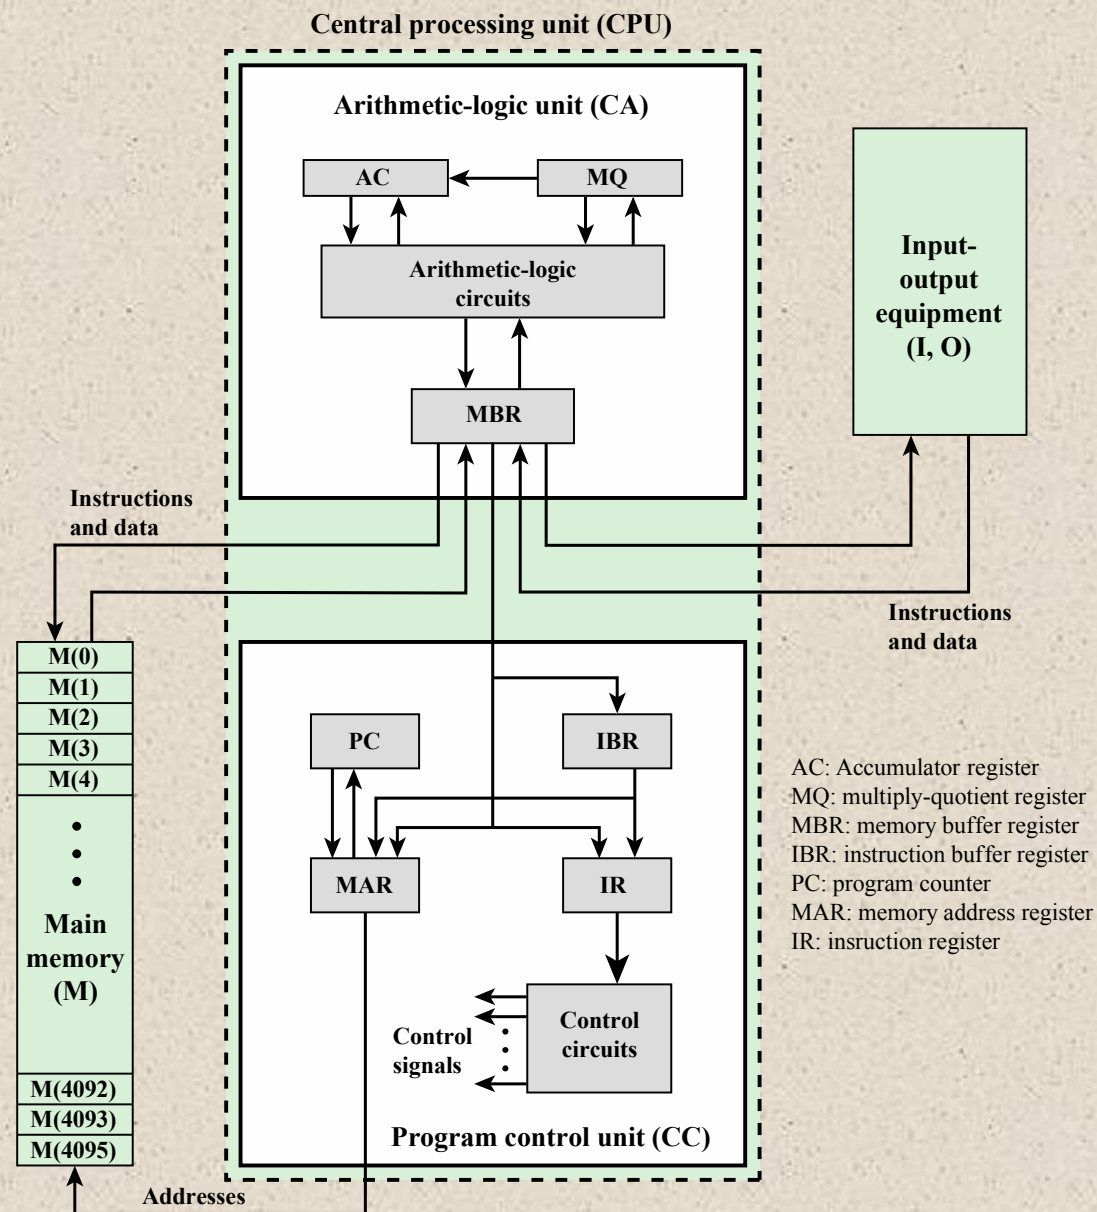 Central processing unit (CPU)
Arithmetic-logic unit (CA)
AC
MQ
Arithmetic-logic
circuits
MBR
Input-
output
equipment
(I, O)
Instructions
and data
Instructions
and data
M(0)
M(1)
M(2)
M(3)
M(4)
Main
memory
(M)
M(4092)
M(4093)
M(4095)
PC
IBR
MAR
IR
Control
signals
Control
circuits
Program control unit (CC)
Addresses
AC: Accumulator register
MQ: multiply-quotient register
MBR: memory buffer register
IBR: instruction buffer register
PC: program counter
MAR: memory address register
IR: insruction register